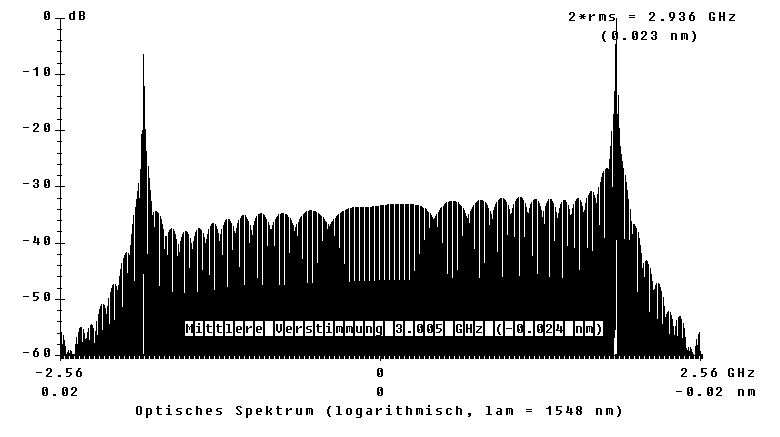 0 dB
2*rms = 2.936 GHz
(0.023 nm)
-10
-20
-30
-40
-50
Mittlere Verstimmung 3.005 GHz (-0.024 nm)
-60
-2.56 0 2.56 GHz
0.02 0 -0.02 nm
Optisches Spektrum (logarithmisch, lam = 1548 nm)